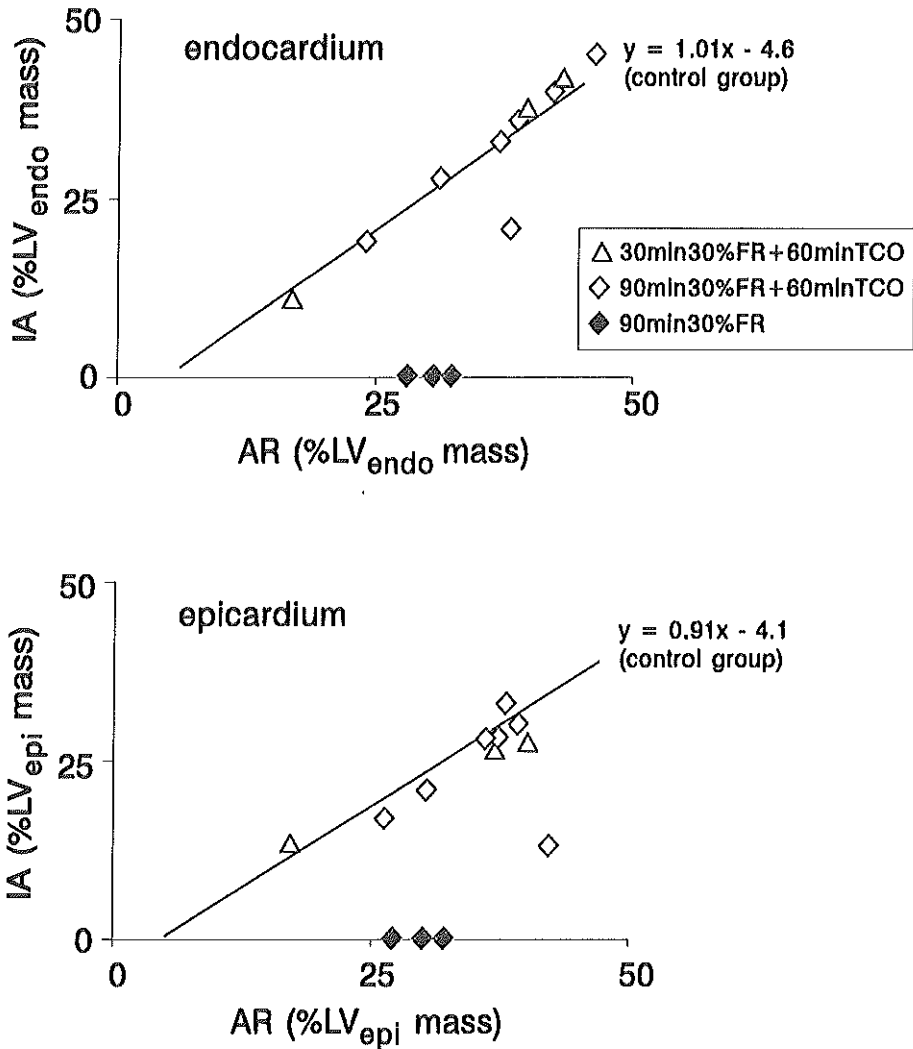 50
endocardium
y = 1.01x - 4.6
(control group)
IA (%LVendo mass)
25
30min30%FR+60minTCO
90min30%FR+60minTCO
90min30%FR
0
0
25
50
AR (%LVendo mass)
50
epicardium
y = 0.91x - 4.1
(control group)
IA (%LVepi mass)
25
0
0
25
50
AR (%LVepi mass)